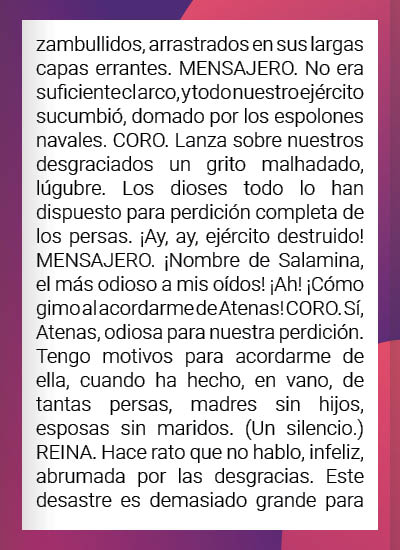 zambullidos, arrastrados en sus largas
capas errantes. MENSAJERO. No era
suficiente el arco, y todo nuestro ejército
sucumbió, domado por los espolones
navales. CORO. Lanza sobre nuestros
desgraciados un grito malhadado,
lúgubre. Los dioses todo lo han
dispuesto para perdición completa de
los persas. ¡Ay, ay, ejército destruido!
MENSAJERO. ¡Nombre de Salamina,
el más odioso a mis oídos! ¡Ah! ¡Cómo
gimo al acordarme de Atenas! CORO. Sí,
Atenas, odiosa para nuestra perdición.
Tengo motivos para acordarme de
ella, cuando ha hecho, en vano, de
tantas persas, madres sin hijos,
esposas sin maridos. (Un silencio.)
REINA. Hace rato que no hablo, infeliz,
abrumada por las desgracias. Este
desastre es demasiado grande para